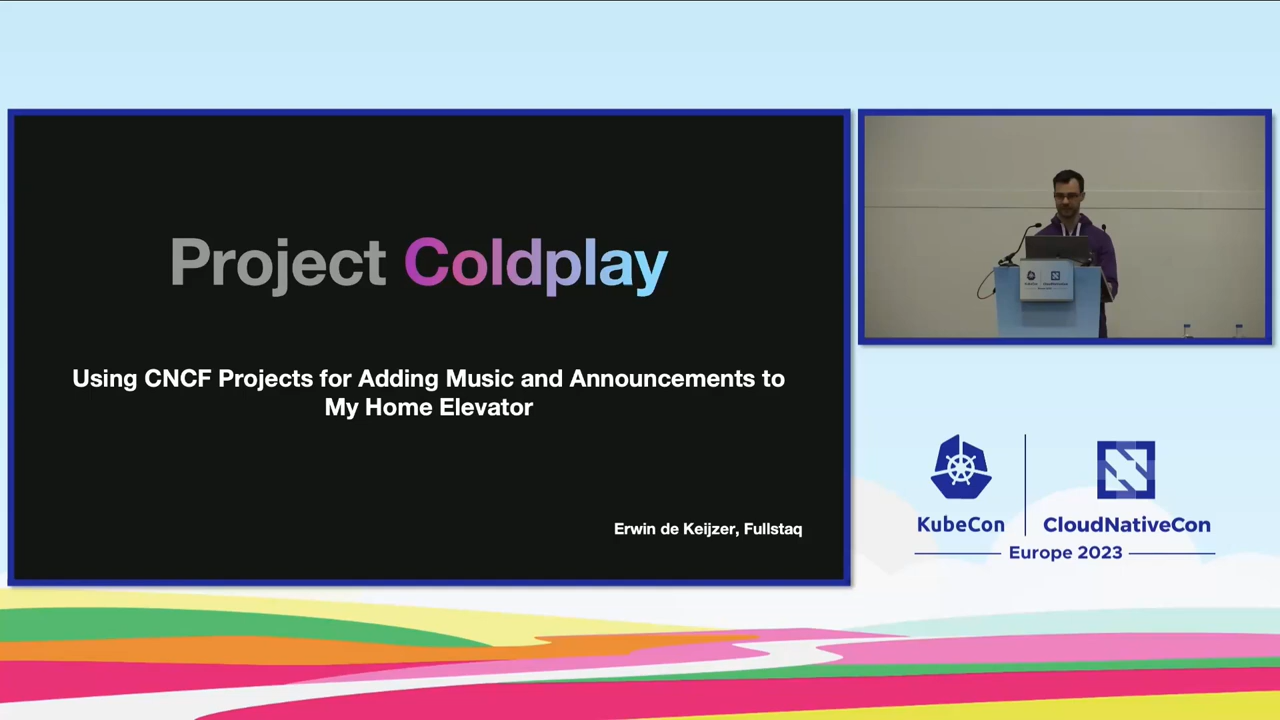 Project Coldplay
Using CNCF Projects for Adding Music and Announcements to
My Home Elevator
Erwin de Keijzer, Fullstaq
KubeCon
CloudNativeCon
Europe 2023